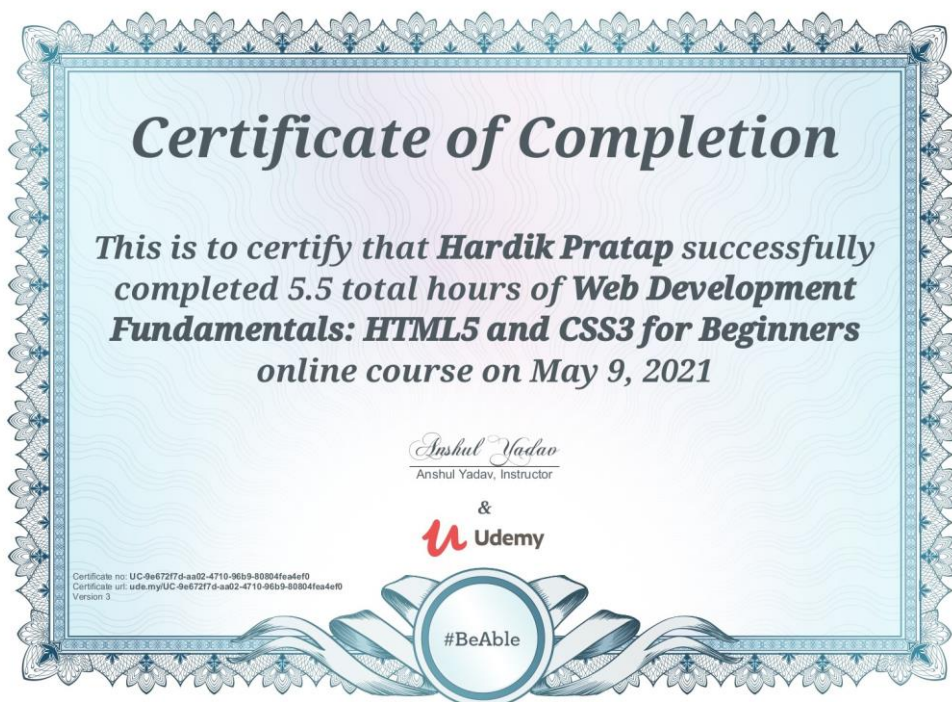 Certificate of Completion
This is to certify that Hardik Pratap successfully
completed 5.5 total hours of Web Development
Fundamentals: HTML5 and CSS3 for Beginners
online course on May 9, 2021
Anshul Yadav
Anshul Yadav, Instructor
&
Udemy
Certificate no: UC-9e672f7d-aa02-4710-96b9-80804fea4ef0
Certificate url: ude.my/UC-9e672f7d-aa02-4710-96b9-80804fea4ef0
Version 3
#BeAble